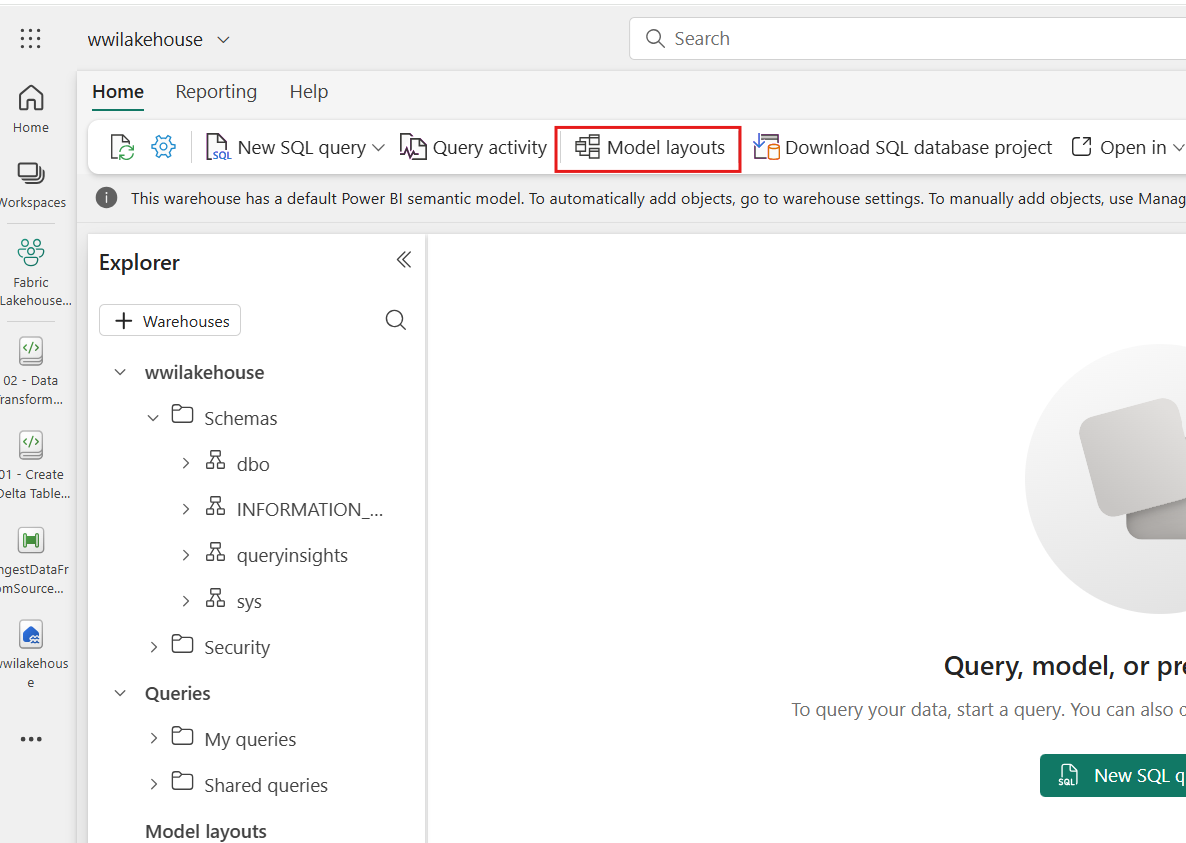 wwilakehouse
Search
Home
Reporting
Help
New SQL query
Query activity
Model layouts
Download SQL database project
Open in
This warehouse has a default Power BI semantic model. To automatically add objects, go to warehouse settings. To manually add objects, use Manag
Home
Workspaces
Fabric
Lakehouse...
02 - Data
Transform...
01 - Create
Delta Table...
ngestDataFr
omSource...
wwilakehous
e
Explorer
Warehouses
wwilakehouse
Schemas
dbo
INFORMATION_...
queryinsights
sys
Security
Queries
My queries
Shared queries
Model layouts
Query, model, or pre
To query your data, start a query. You can also
SQL New SQL q